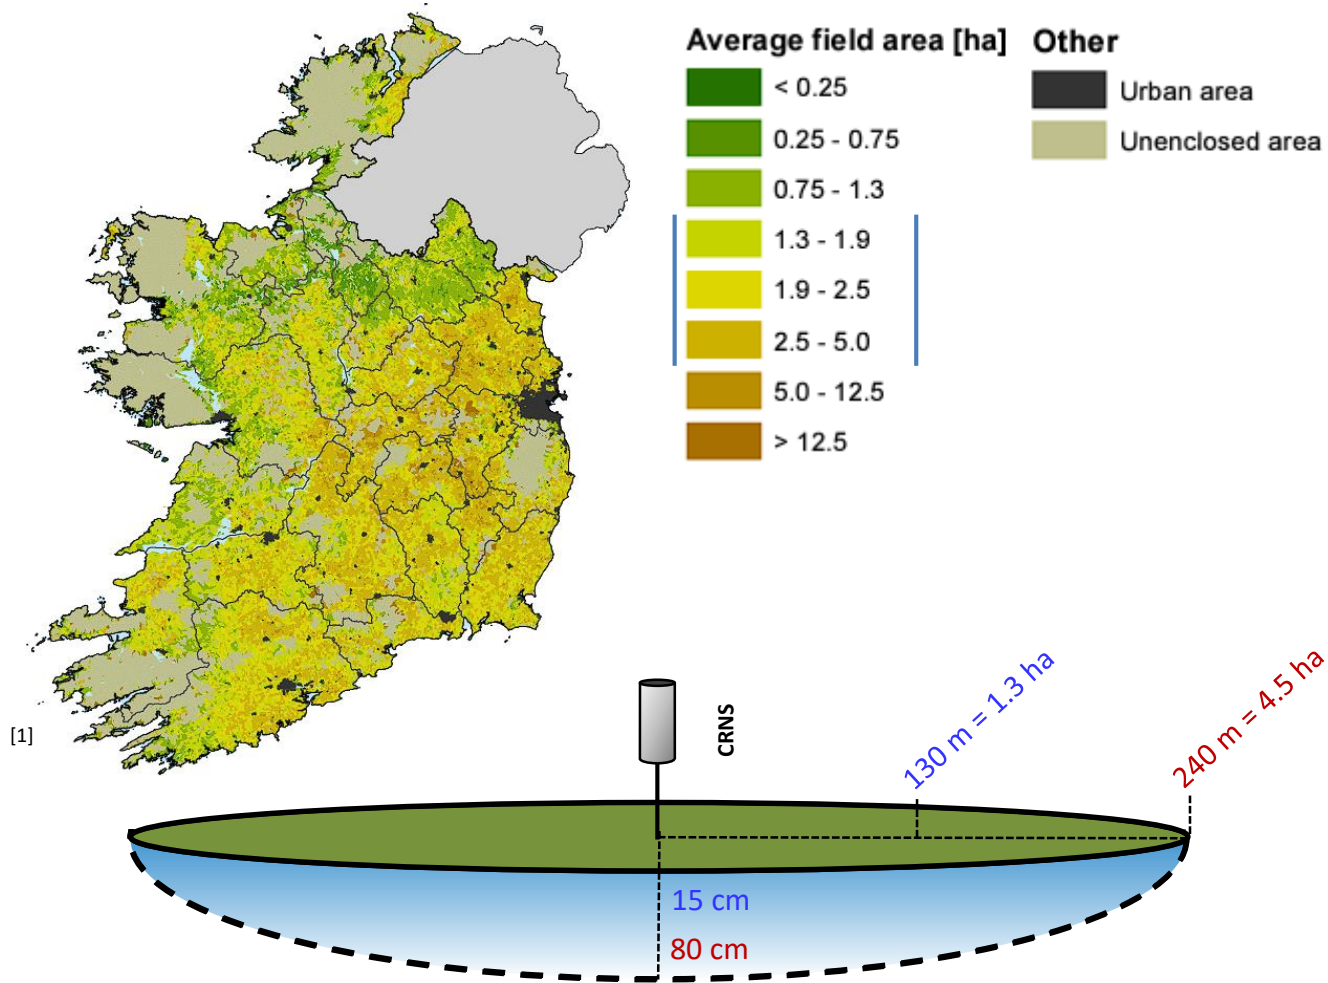 Average field area [ha]
Other
< 0.25
0.25 - 0.75
0.75 - 1.3
1.3 - 1.9
1.9 - 2.5
2.5 - 5.0
5.0 - 12.5
> 12.5
Urban area
Unenclosed area
[1]
CRNS
130 m = 1.3 ha
240 m = 4.5 ha
15 cm
80 cm